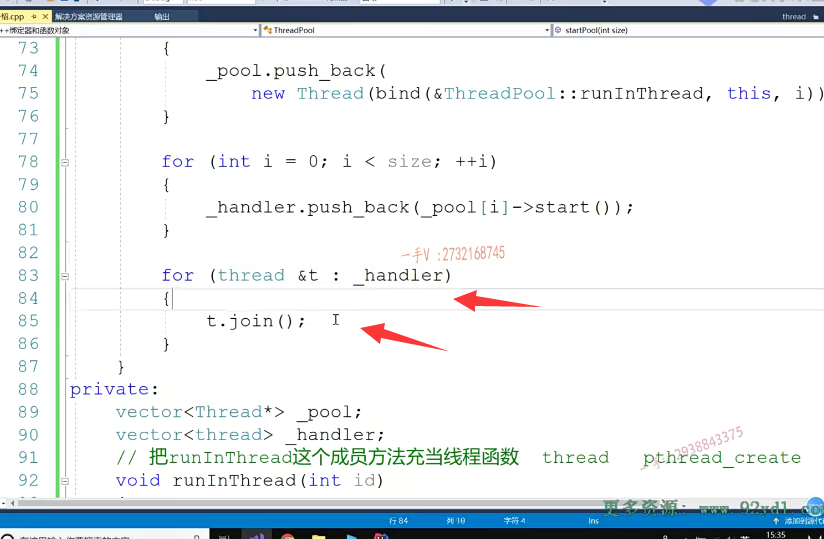 绍.cpp 解决方案资源管理器 输出 thread
++绑定器和函数对象 ThreadPool startPool(int size)
73 {
74 _pool.push_back(
75 new Thread(bind(&ThreadPool::runInThread, this, i))
76 }
77
78 for (int i = 0; i < size; ++i)
79 {
80 _handler.push_back(_pool[i]->start());
81 }
82
一手V :2732168745
83 for (thread &t : _handler)
84 {
85 t.join();
86 }
87 }
88 private:
89 vector<Thread*> _pool;
90 vector<thread> _handler;
91 // 把runInThread这个成员方法充当线程函数 thread pthread_create
2938843375
92 void runInThread(int id)
更多资源: www.92xdl.com
行 84 列 10 字符 4 Ins 添加到源代码
15:35